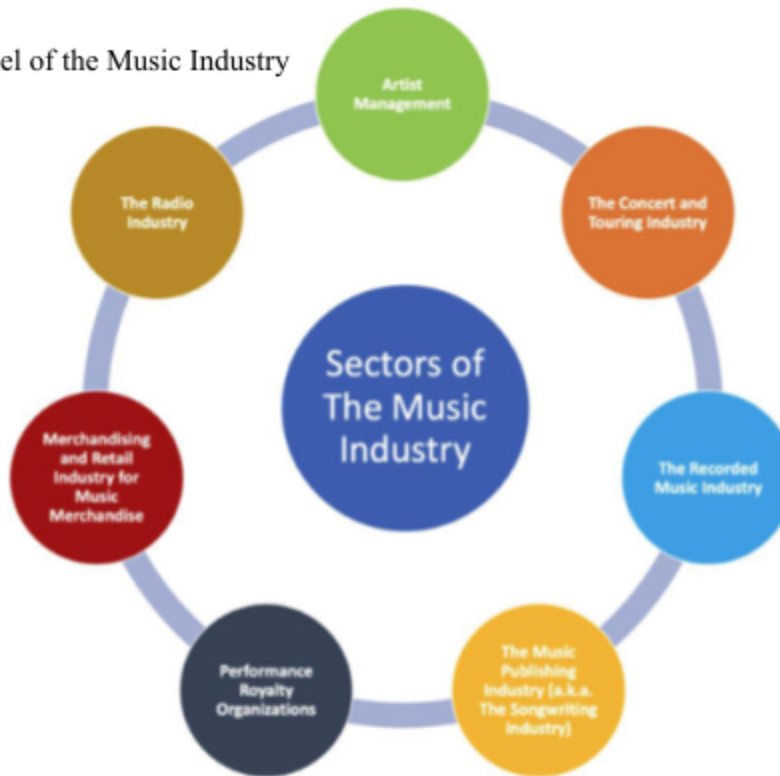 el of the Music Industry
Artist
Management
The Concert and
Touring Industry
The Recorded
Music Industry
The Music
Publishing
Industry (a.k.a.
The Songwriting
Industry)
Performance
Royalty
Organizations
Merchandising
and Retail
Industry for
Music
Merchandise
The Radio
Industry
Sectors of
The Music
Industry